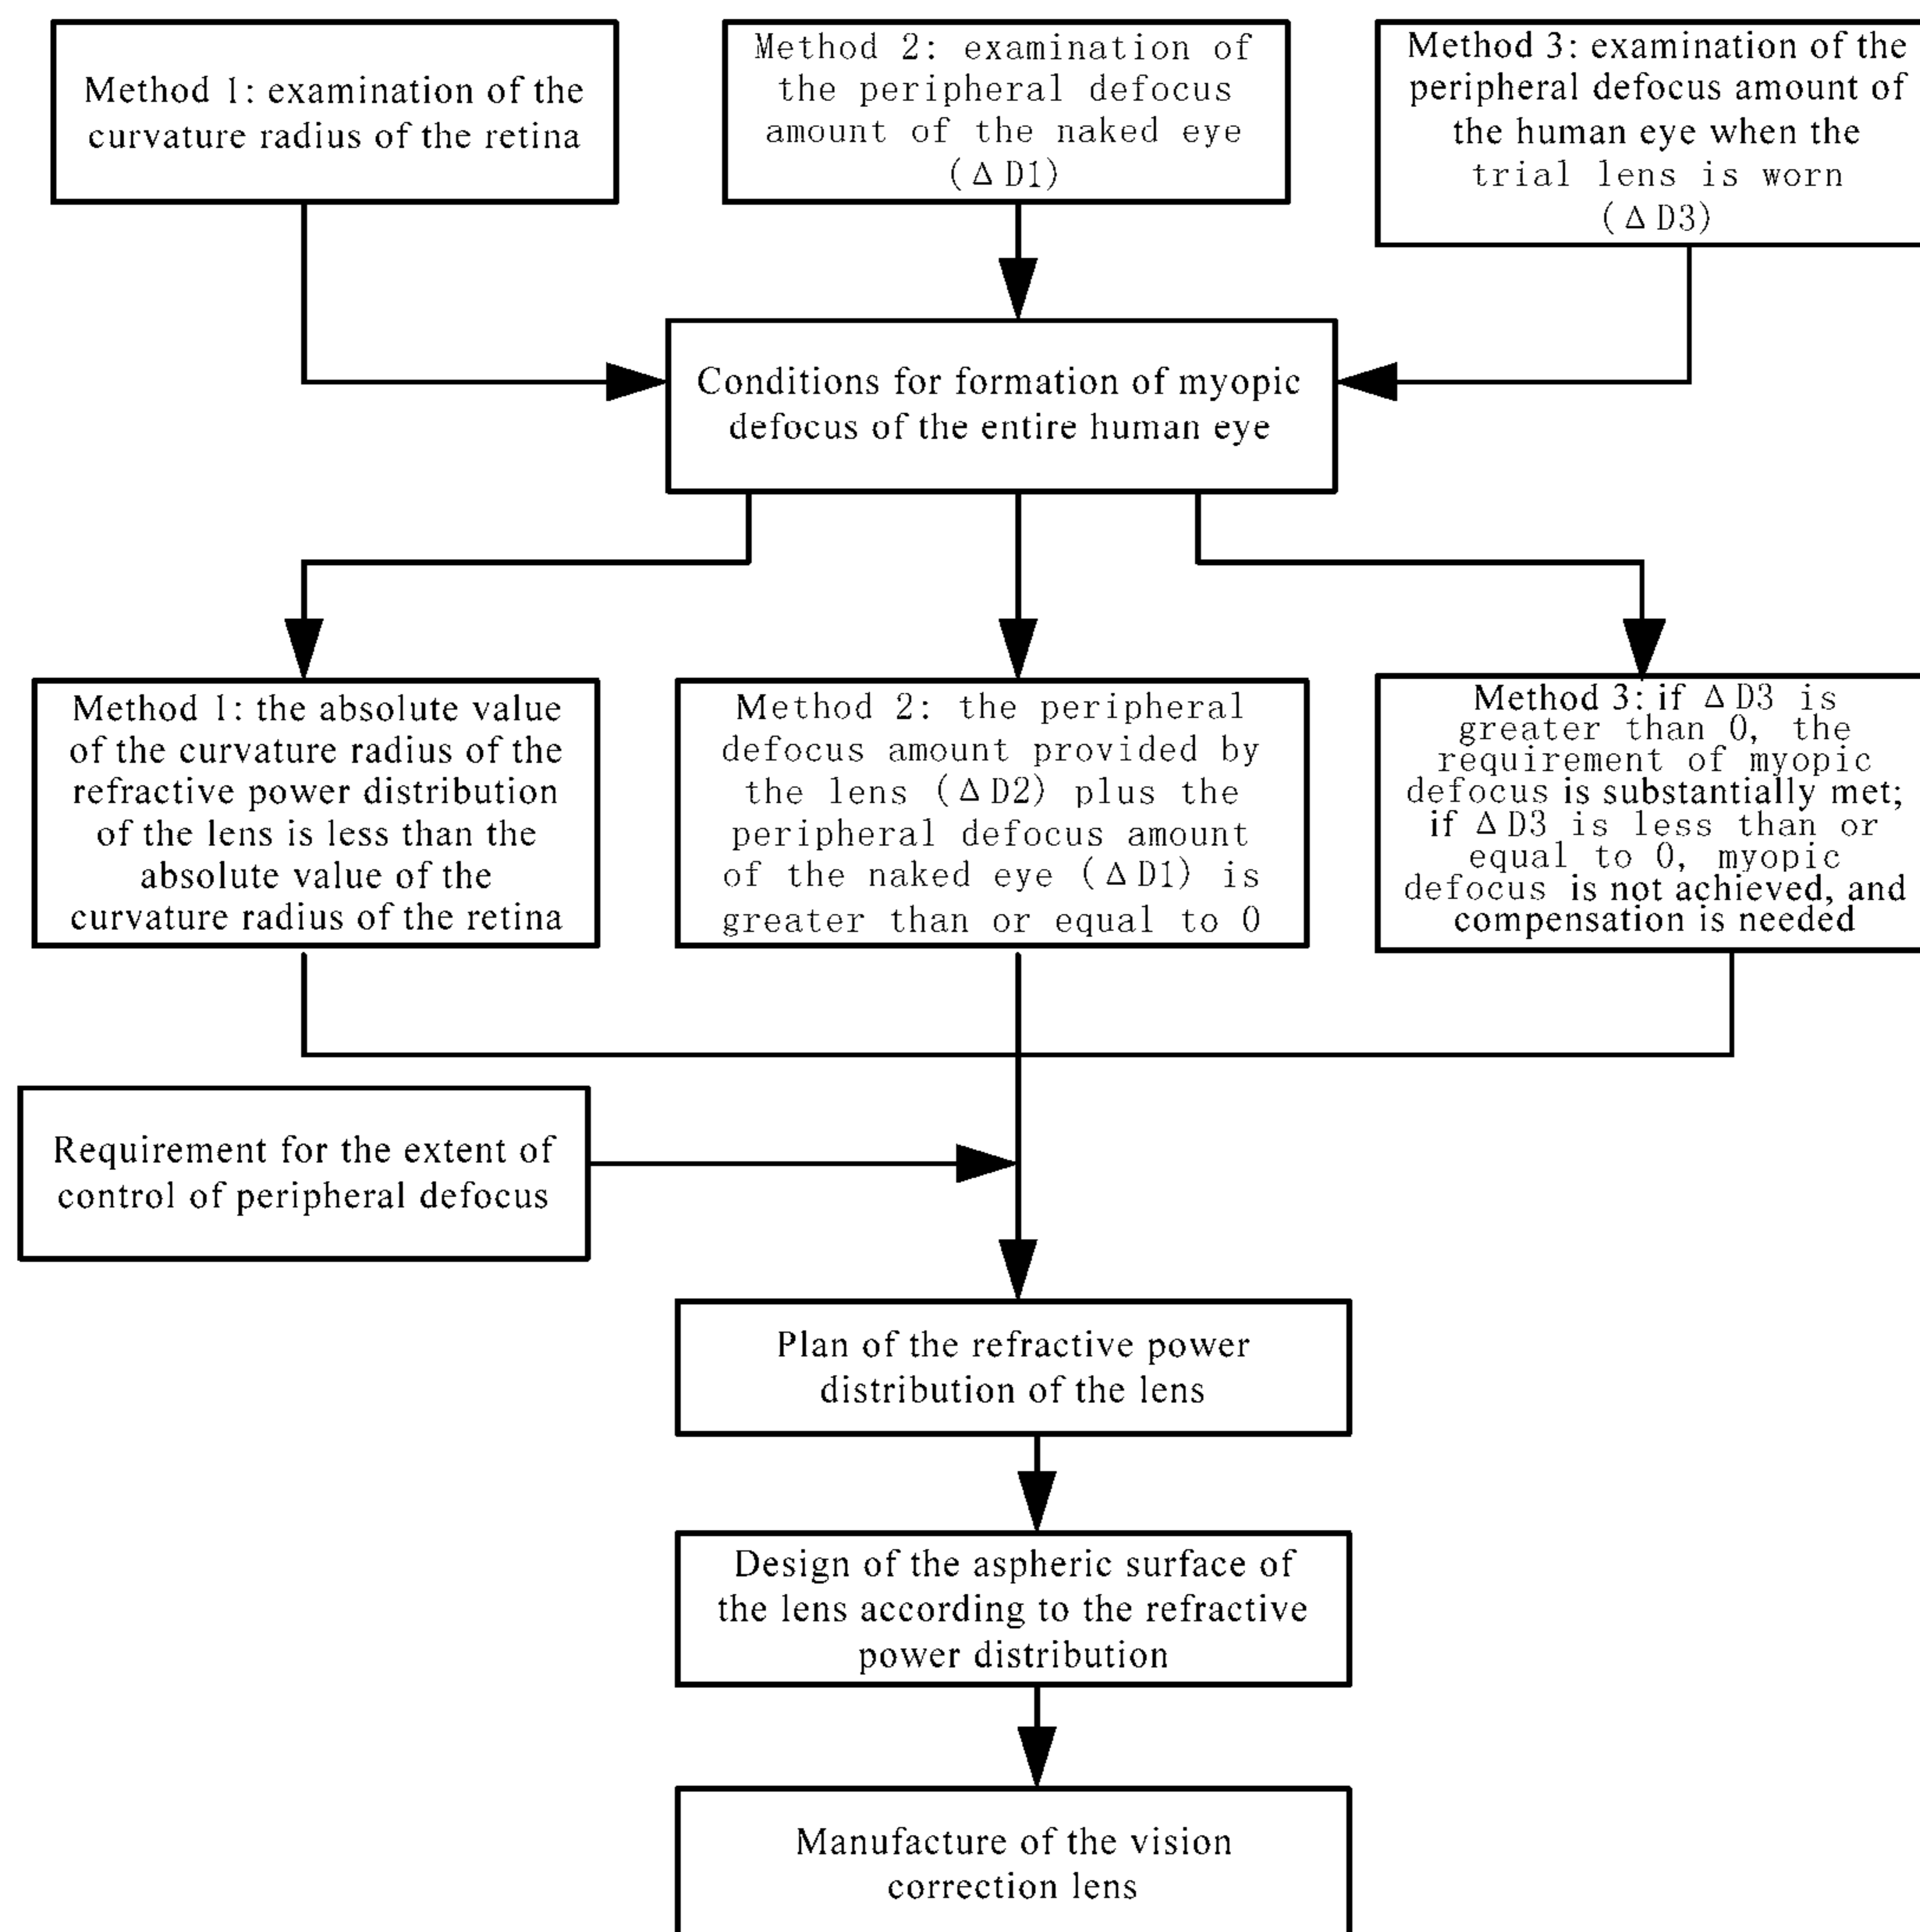 Method 1: examination of the
curvature radius of the retina
Method 2: examination of
the peripheral defocus
amount of the naked eye
(ΔD1)
Method 3: examination of the
peripheral defocus amount of
the human eye when the
trial lens is worn
(ΔD3)
Conditions for formation of myopic
defocus of the entire human eye
Method 1: the absolute value
of the curvature radius of the
refractive power distribution
of the lens is less than the
absolute value of the
curvature radius of the retina
Method 2: the peripheral
defocus amount provided by
the lens (ΔD2) plus the
peripheral defocus amount
of the naked eye (ΔD1) is
greater than or equal to 0
Method 3: if ΔD3 is
greater than 0, the
requirement of myopic
defocus is substantially met;
if ΔD3 is less than or
equal to 0, myopic
defocus is not achieved, and
compensation is needed
Requirement for the extent of
control of peripheral defocus
Plan of the refractive power
distribution of the lens
Design of the aspheric surface of
the lens according to the refractive
power distribution
Manufacture of the vision
correction lens